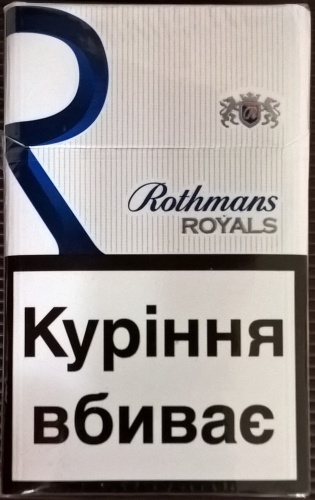 R
Rothmans
ROYALS
Куріння
вбиває